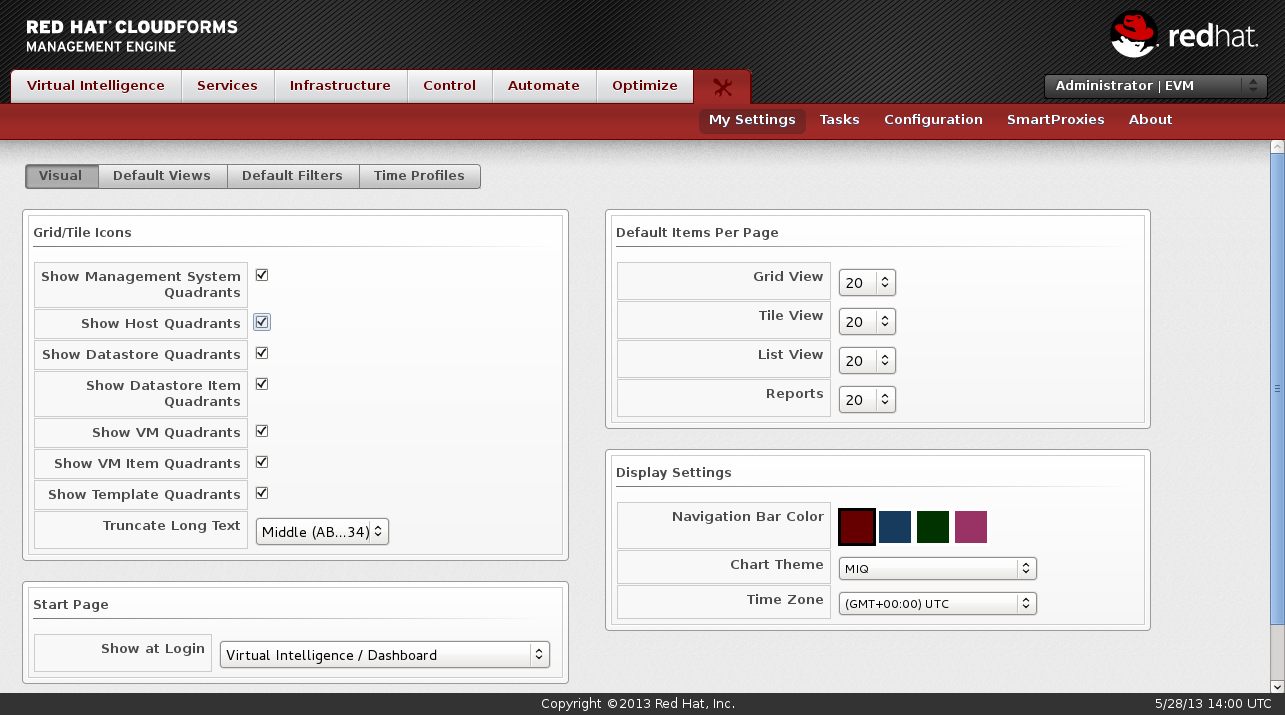 RED HAT CLOUDFORMS
MANAGEMENT ENGINE
redhat.
Virtual Intelligence Services Infrastructure Control Automate Optimize
Administrator | EVM
My Settings Tasks Configuration SmartProxies About
Visual Default Views Default Filters Time Profiles
Grid/Tile Icons
Show Management System
Quadrants
Show Host Quadrants
Show Datastore Quadrants
Show Datastore Item
Quadrants
Show VM Quadrants
Show VM Item Quadrants
Show Template Quadrants
Truncate Long Text Middle (AB...34)
Start Page
Show at Login Virtual Intelligence / Dashboard
Default Items Per Page
Grid View 20
Tile View 20
List View 20
Reports 20
Display Settings
Navigation Bar Color
Chart Theme MIQ
Time Zone (GMT+00:00) UTC
Copyright ©2013 Red Hat, Inc.
5/28/13 14:00 UTC